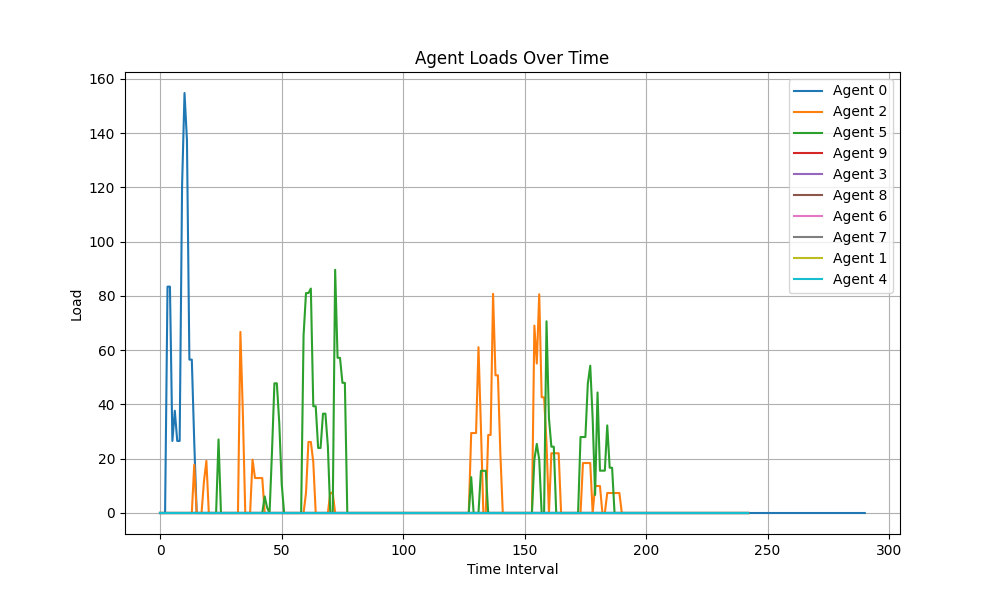 Agent Loads Over Time
160
140
120
100
80
60
40
20
0
Load
0 50 100 150 200 250 300
Time Interval
Agent 0
Agent 2
Agent 5
Agent 9
Agent 3
Agent 8
Agent 6
Agent 7
Agent 1
Agent 4